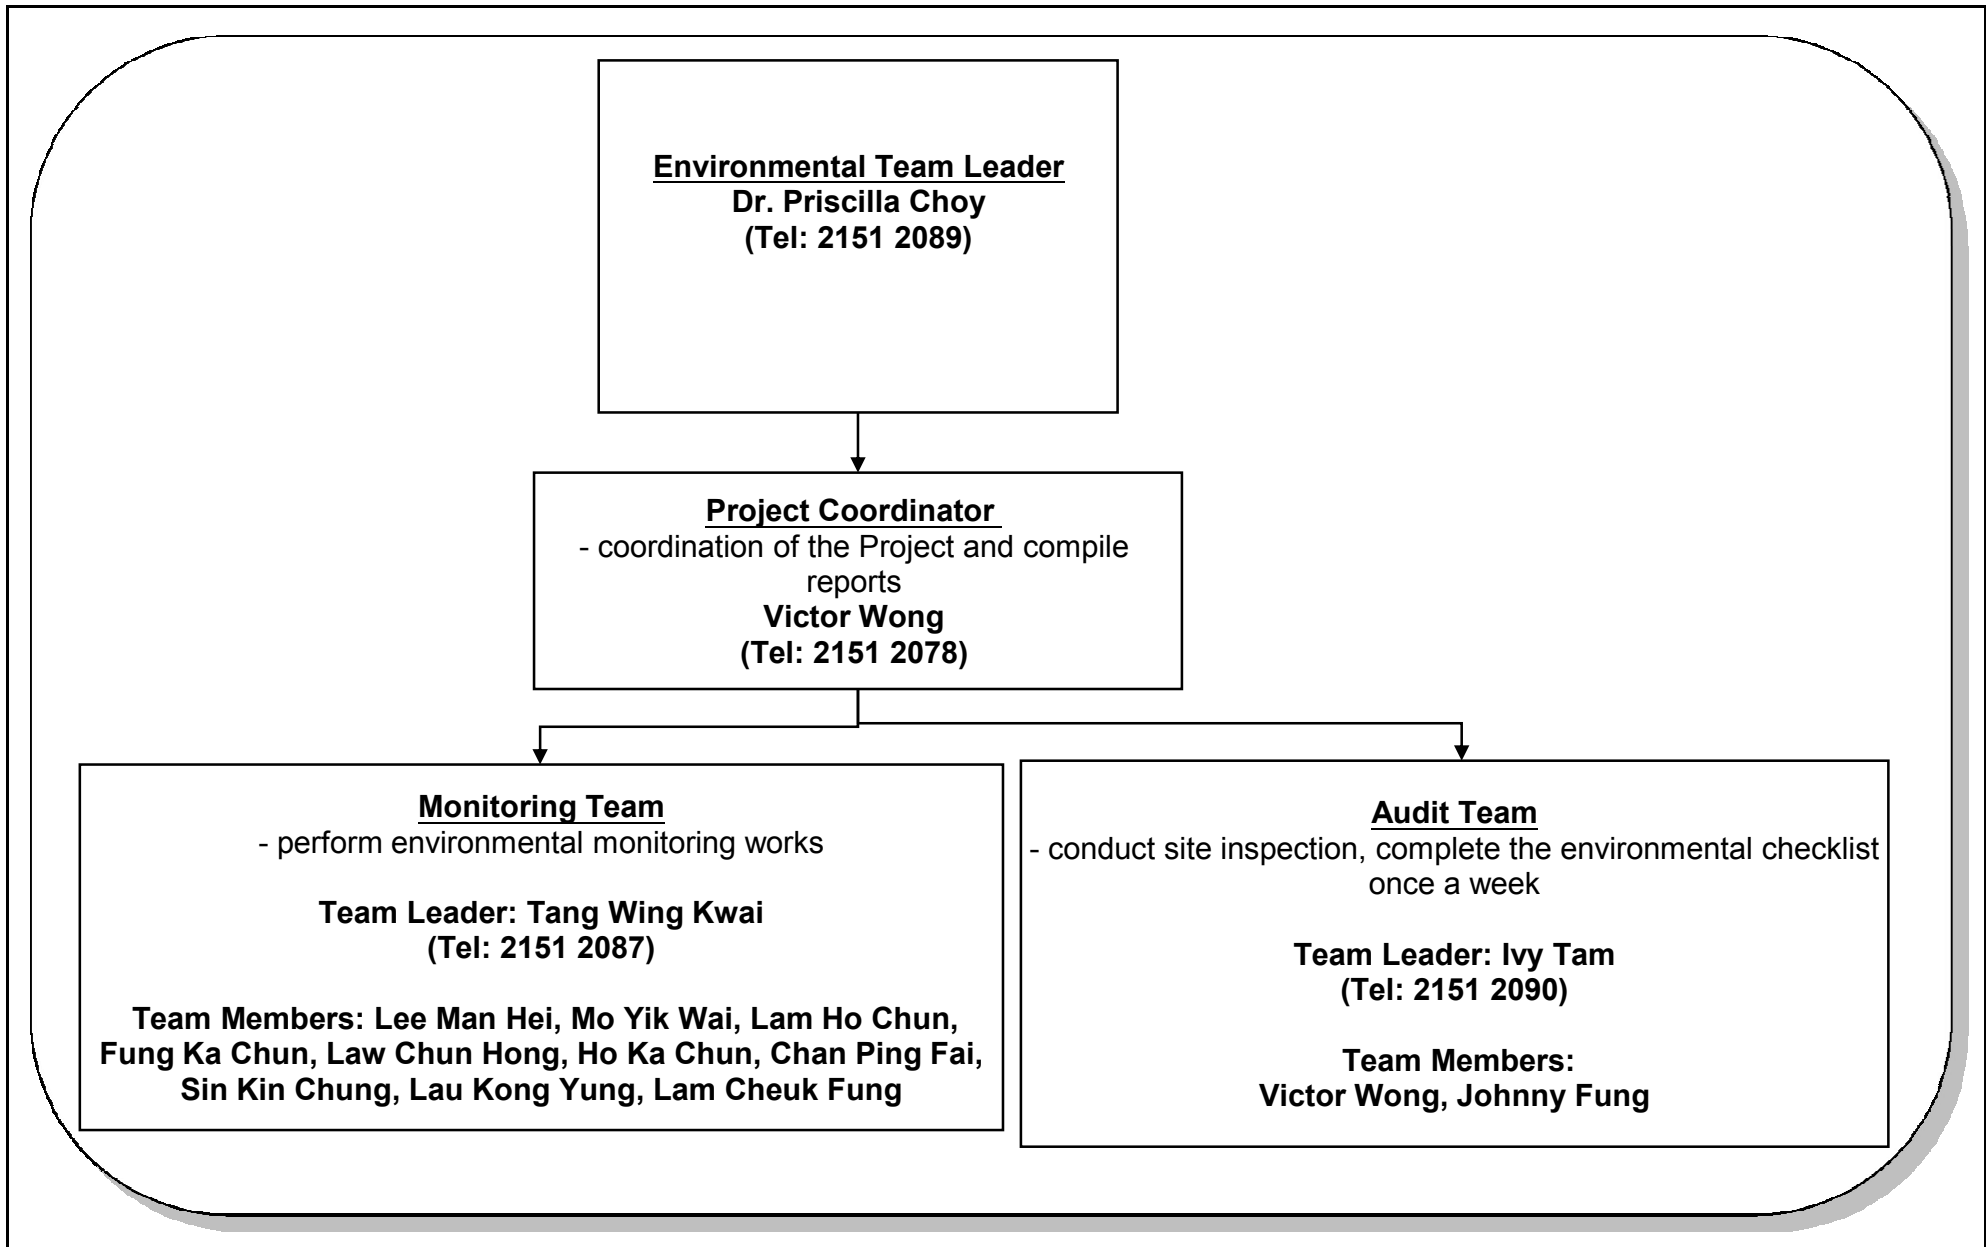 Environmental Team Leader
Dr. Priscilla Choy
(Tel: 2151 2089)
Project Coordinator
- coordination of the Project and compile
reports
Victor Wong
(Tel: 2151 2078)
Monitoring Team
- perform environmental monitoring works
Team Leader: Tang Wing Kwai
(Tel: 2151 2087)
Team Members: Lee Man Hei, Mo Yik Wai, Lam Ho Chun,
Fung Ka Chun, Law Chun Hong, Ho Ka Chun, Chan Ping Fai,
Sin Kin Chung, Lau Kong Yung, Lam Cheuk Fung
Audit Team
- conduct site inspection, complete the environmental checklist
once a week
Team Leader: Ivy Tam
(Tel: 2151 2090)
Team Members:
Victor Wong, Johnny Fung